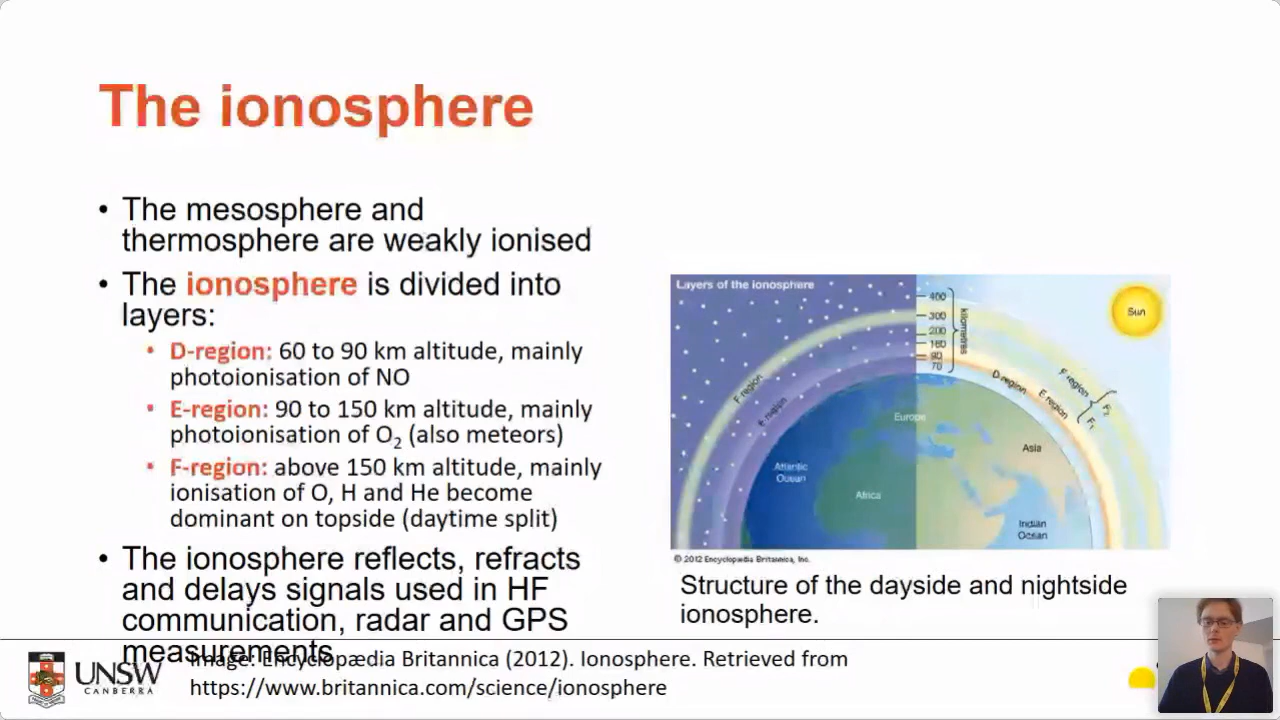 The ionosphere
• The mesosphere and
thermosphere are weakly ionised
• The ionosphere is divided into
layers:
• D-region: 60 to 90 km altitude, mainly
photoionisation of NO
• E-region: 90 to 150 km altitude, mainly
photoionisation of O₂ (also meteors)
• F-region: above 150 km altitude, mainly
ionisation of O, H and He become
dominant on topside (daytime split)
• The ionosphere reflects, refracts
and delays signals used in HF
communication, radar and GPS
measurements
Layers of the ionosphere
400
300
200
150
90
70
kilometres
Sun
F region
E region
D-region
E region
F region
F₂
F₁
Europe
Asia
Atlantic
Ocean
Africa
Indian
Ocean
© 2012 Encyclopædia Britannica, Inc.
Structure of the dayside and nightside
ionosphere.
UNSW
CANBERRA
Image: Encyclopædia Britannica (2012). Ionosphere. Retrieved from
https://www.britannica.com/science/ionosphere